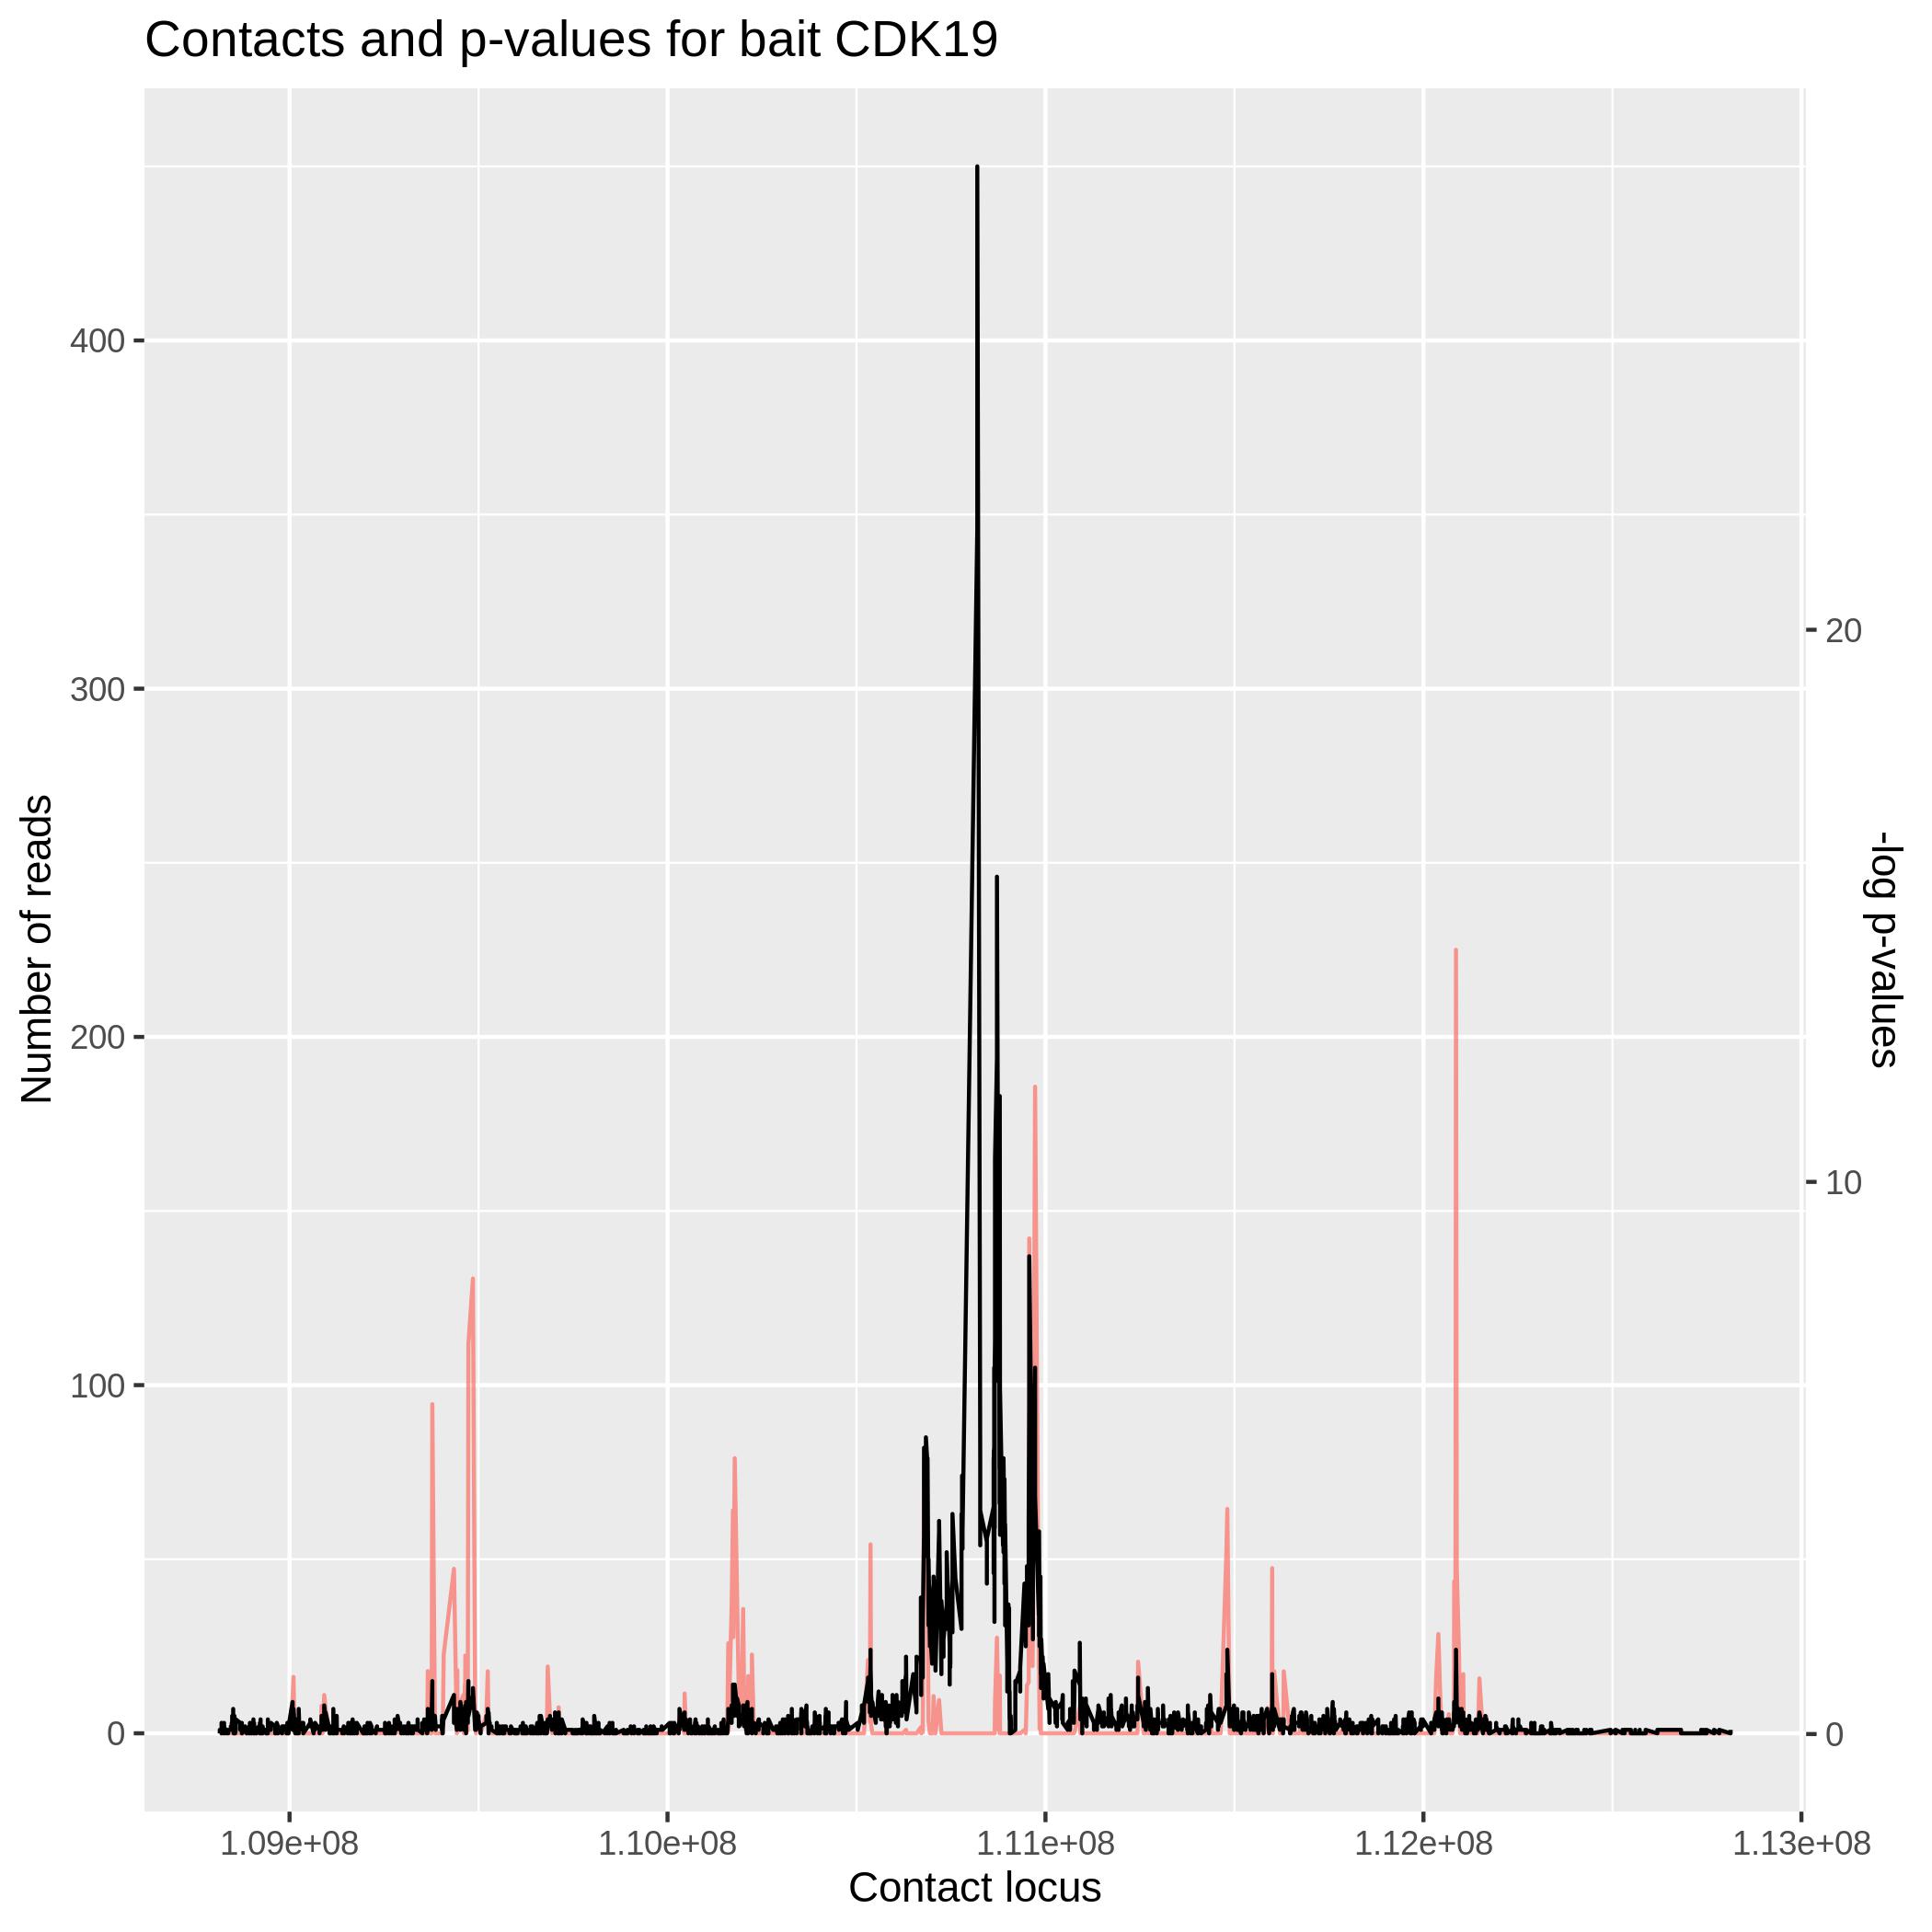 Contacts and p-values for bait CDK19
Number of reads
400
300
200
100
0
20
10
0
-log p-values
1.09e+08 1.10e+08 1.11e+08 1.12e+08 1.13e+08
Contact locus